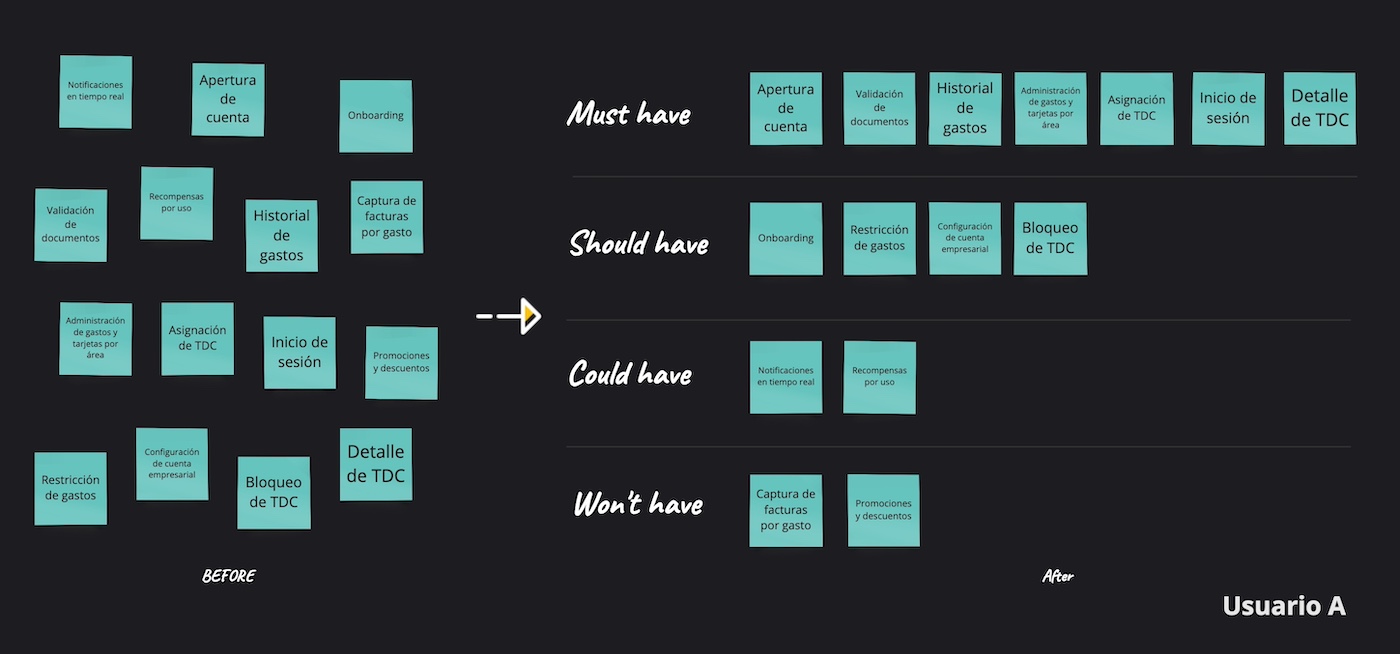 Notificaciones
en tiempo real
Apertura
de
cuenta
Onboarding
Validación
de
documentos
Recompensas
por uso
Historial
de
gastos
Captura de
facturas
por gasto
Administración
de gastos y
tarjetas por
área
Asignación
de TDC
Inicio de
sesión
Promociones
y descuentos
Restricción
de gastos
Configuración
de cuenta
empresarial
Bloqueo
de TDC
Detalle
de TDC
BEFORE
Must have
Apertura
de
cuenta
Validación
de
documentos
Historial
de
gastos
Administración
de gastos y
tarjetas por
área
Asignación
de TDC
Inicio de
sesión
Detalle
de TDC
Should have
Onboarding
Restricción
de gastos
Configuración
de cuenta
empresarial
Bloqueo
de TDC
Could have
Notificaciones
en tiempo real
Recompensas
por uso
Won't have
Captura de
facturas
por gasto
Promociones
y descuentos
After
Usuario A